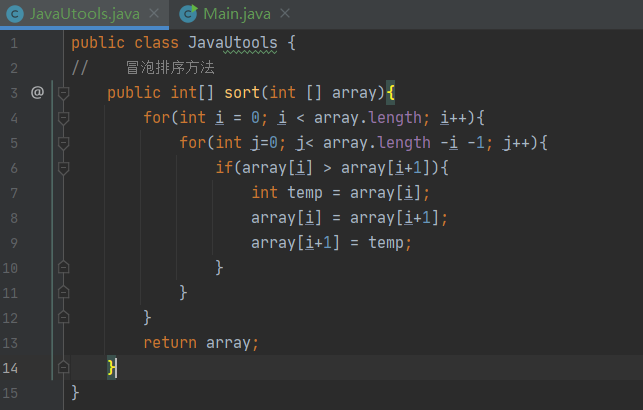 JavaUtools.java Main.java
1 public class JavaUtools {
2 // 冒泡排序方法
3 @ public int[] sort(int [] array){
4 for(int i = 0; i < array.length; i++){
5 for(int j=0; j< array.length -i -1; j++){
6 if(array[i] > array[i+1]){
7 int temp = array[i];
8 array[i] = array[i+1];
9 array[i+1] = temp;
10 }
11 }
12 }
13 return array;
14 }
15 }